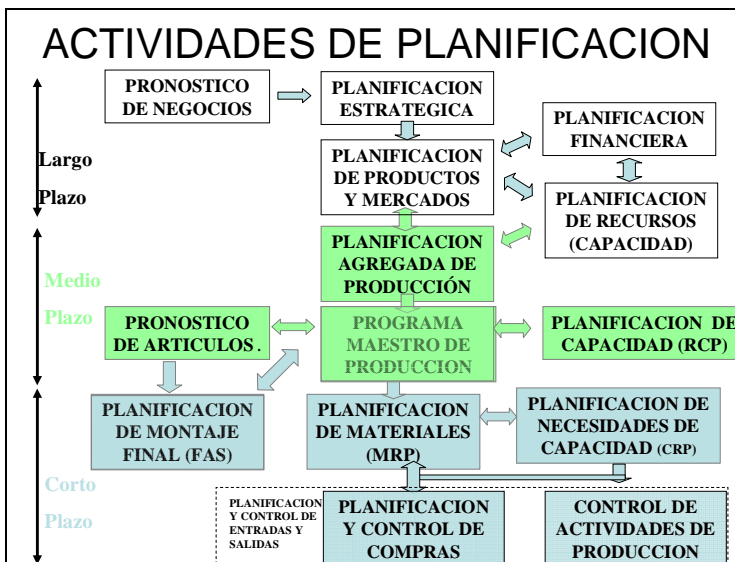 ACTIVIDADES DE PLANIFICACION
PRONOSTICO
DE NEGOCIOS
PLANIFICACION
ESTRATEGICA
PLANIFICACION
FINANCIERA
Largo
Plazo
PLANIFICACION
DE PRODUCTOS
Y MERCADOS
PLANIFICACION
DE RECURSOS
(CAPACIDAD)
PLANIFICACION
AGREGADA DE
PRODUCCIÓN
Medio
Plazo
PRONOSTICO
DE ARTICULOS .
PROGRAMA
MAESTRO DE
PRODUCCION
PLANIFICACION DE
CAPACIDAD (RCP)
PLANIFICACION
DE MONTAJE
FINAL (FAS)
PLANIFICACION
DE MATERIALES
(MRP)
PLANIFICACION DE
NECESIDADES DE
CAPACIDAD (CRP)
Corto
Plazo
PLANIFICACION
Y CONTROL DE
ENTRADAS Y
SALIDAS
PLANIFICACION
Y CONTROL DE
COMPRAS
CONTROL DE
ACTIVIDADES DE
PRODUCCION